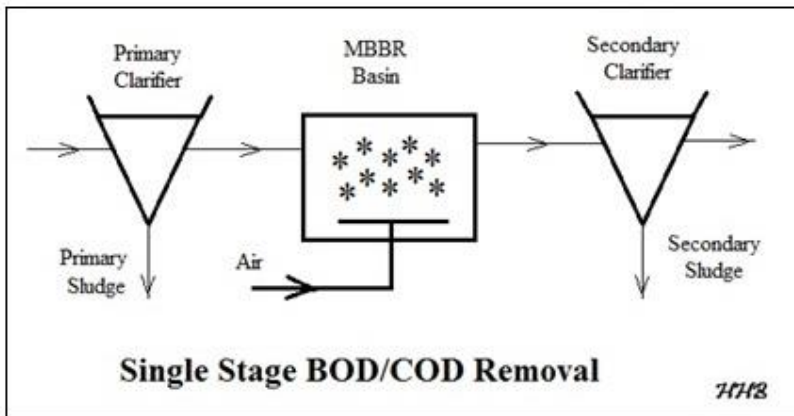 Primary
Clarifier
MBBR
Basin
Secondary
Clarifier
Primary
Sludge
Air
Secondary
Sludge
Single Stage BOD/COD Removal
HHB